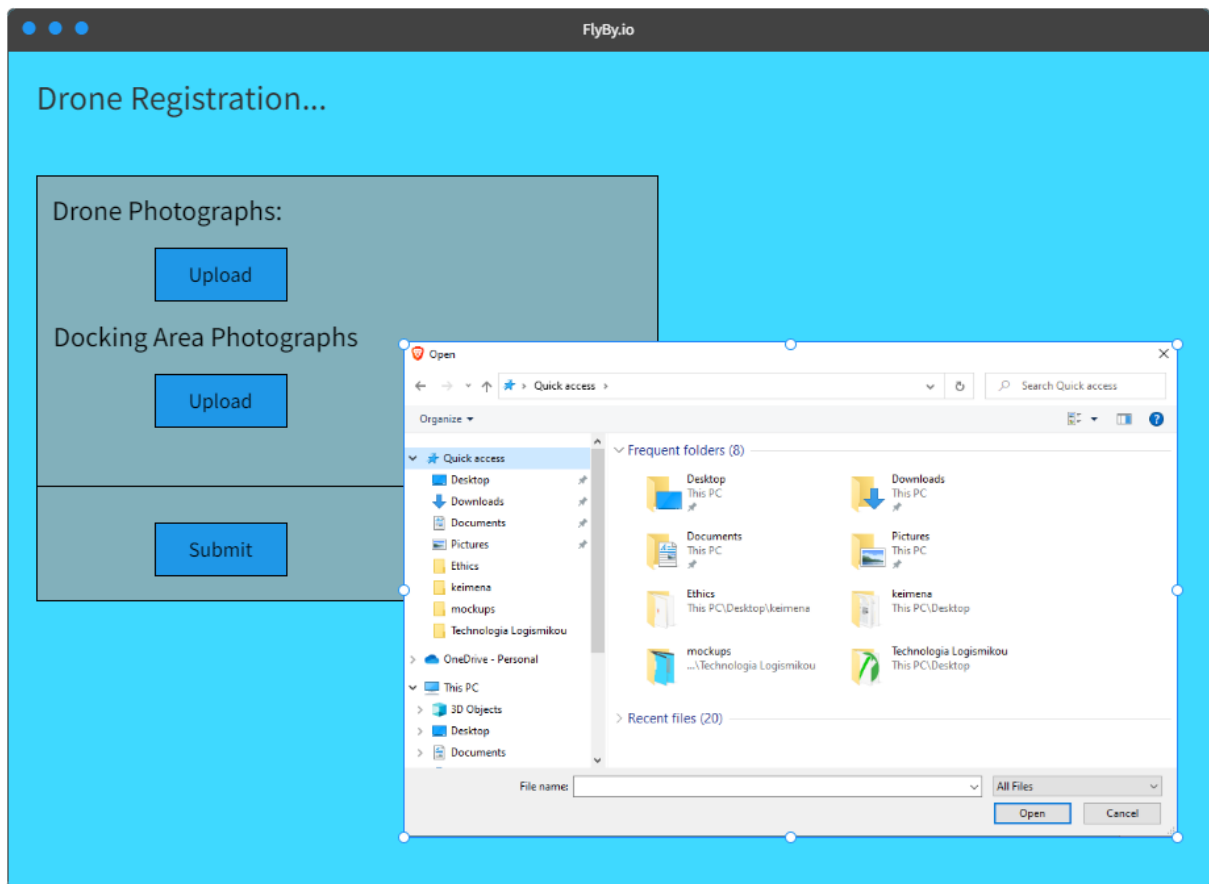 FlyBy.io
Drone Registration...
Drone Photographs:
Upload
Docking Area Photographs
Upload
Submit
Open
Quick access
Search Quick access
Organize
Quick access
Desktop
Downloads
Documents
Pictures
Ethics
keimena
mockups
Technologia Logismikou
OneDrive - Personal
This PC
3D Objects
Desktop
Documents
Frequent folders (8)
Desktop
This PC
Downloads
This PC
Documents
This PC
Pictures
This PC
Ethics
This PC\Desktop\keimena
keimena
This PC\Desktop
mockups
...\Technologia Logismikou
Technologia Logismikou
This PC\Desktop
Recent files (20)
File name:
All Files
Open
Cancel